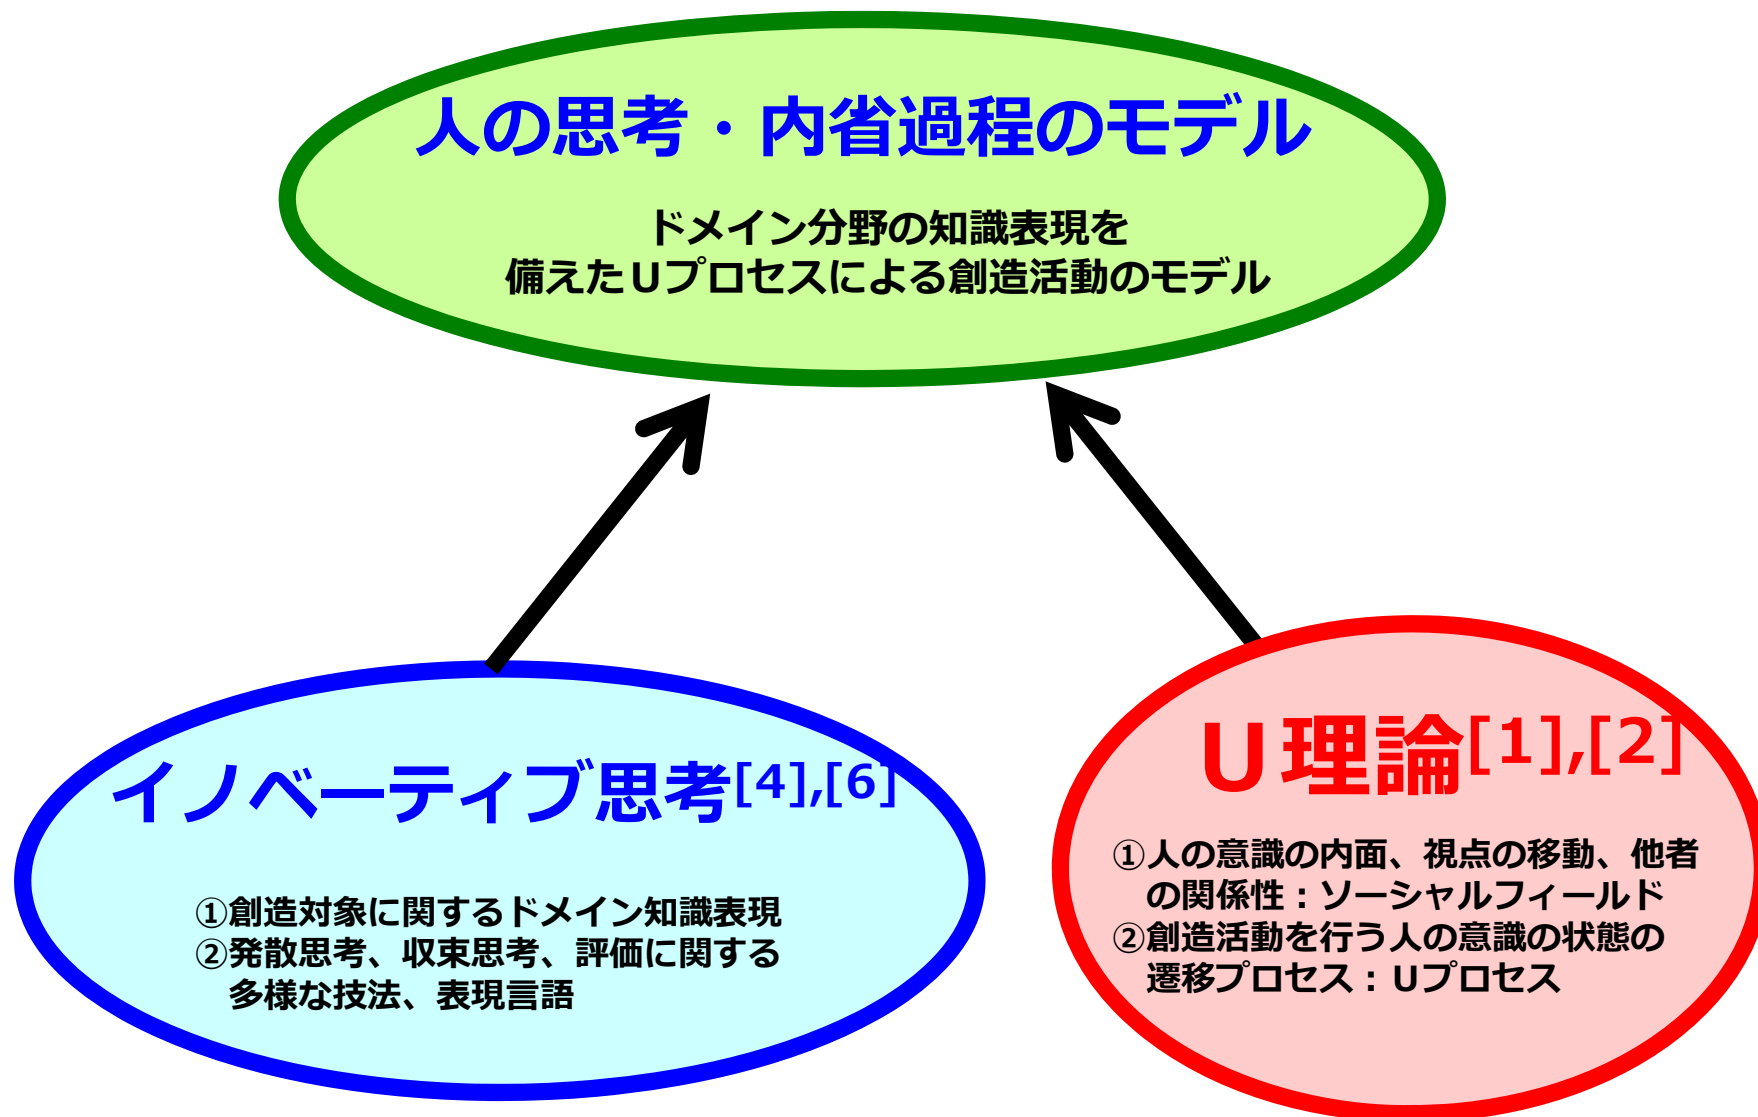 人の思考・内省過程のモデル
ドメイン分野の知識表現を
備えたUプロセスによる創造活動のモデル
イノベーティブ思考[4],[6]
①創造対象に関するドメイン知識表現
②発散思考、収束思考、評価に関する
多様な技法、表現言語
U理論[1],[2]
①人の意識の内面、視点の移動、他者
の関係性：ソーシャルフィールド
②創造活動を行う人の意識の状態の
遷移プロセス：Uプロセス